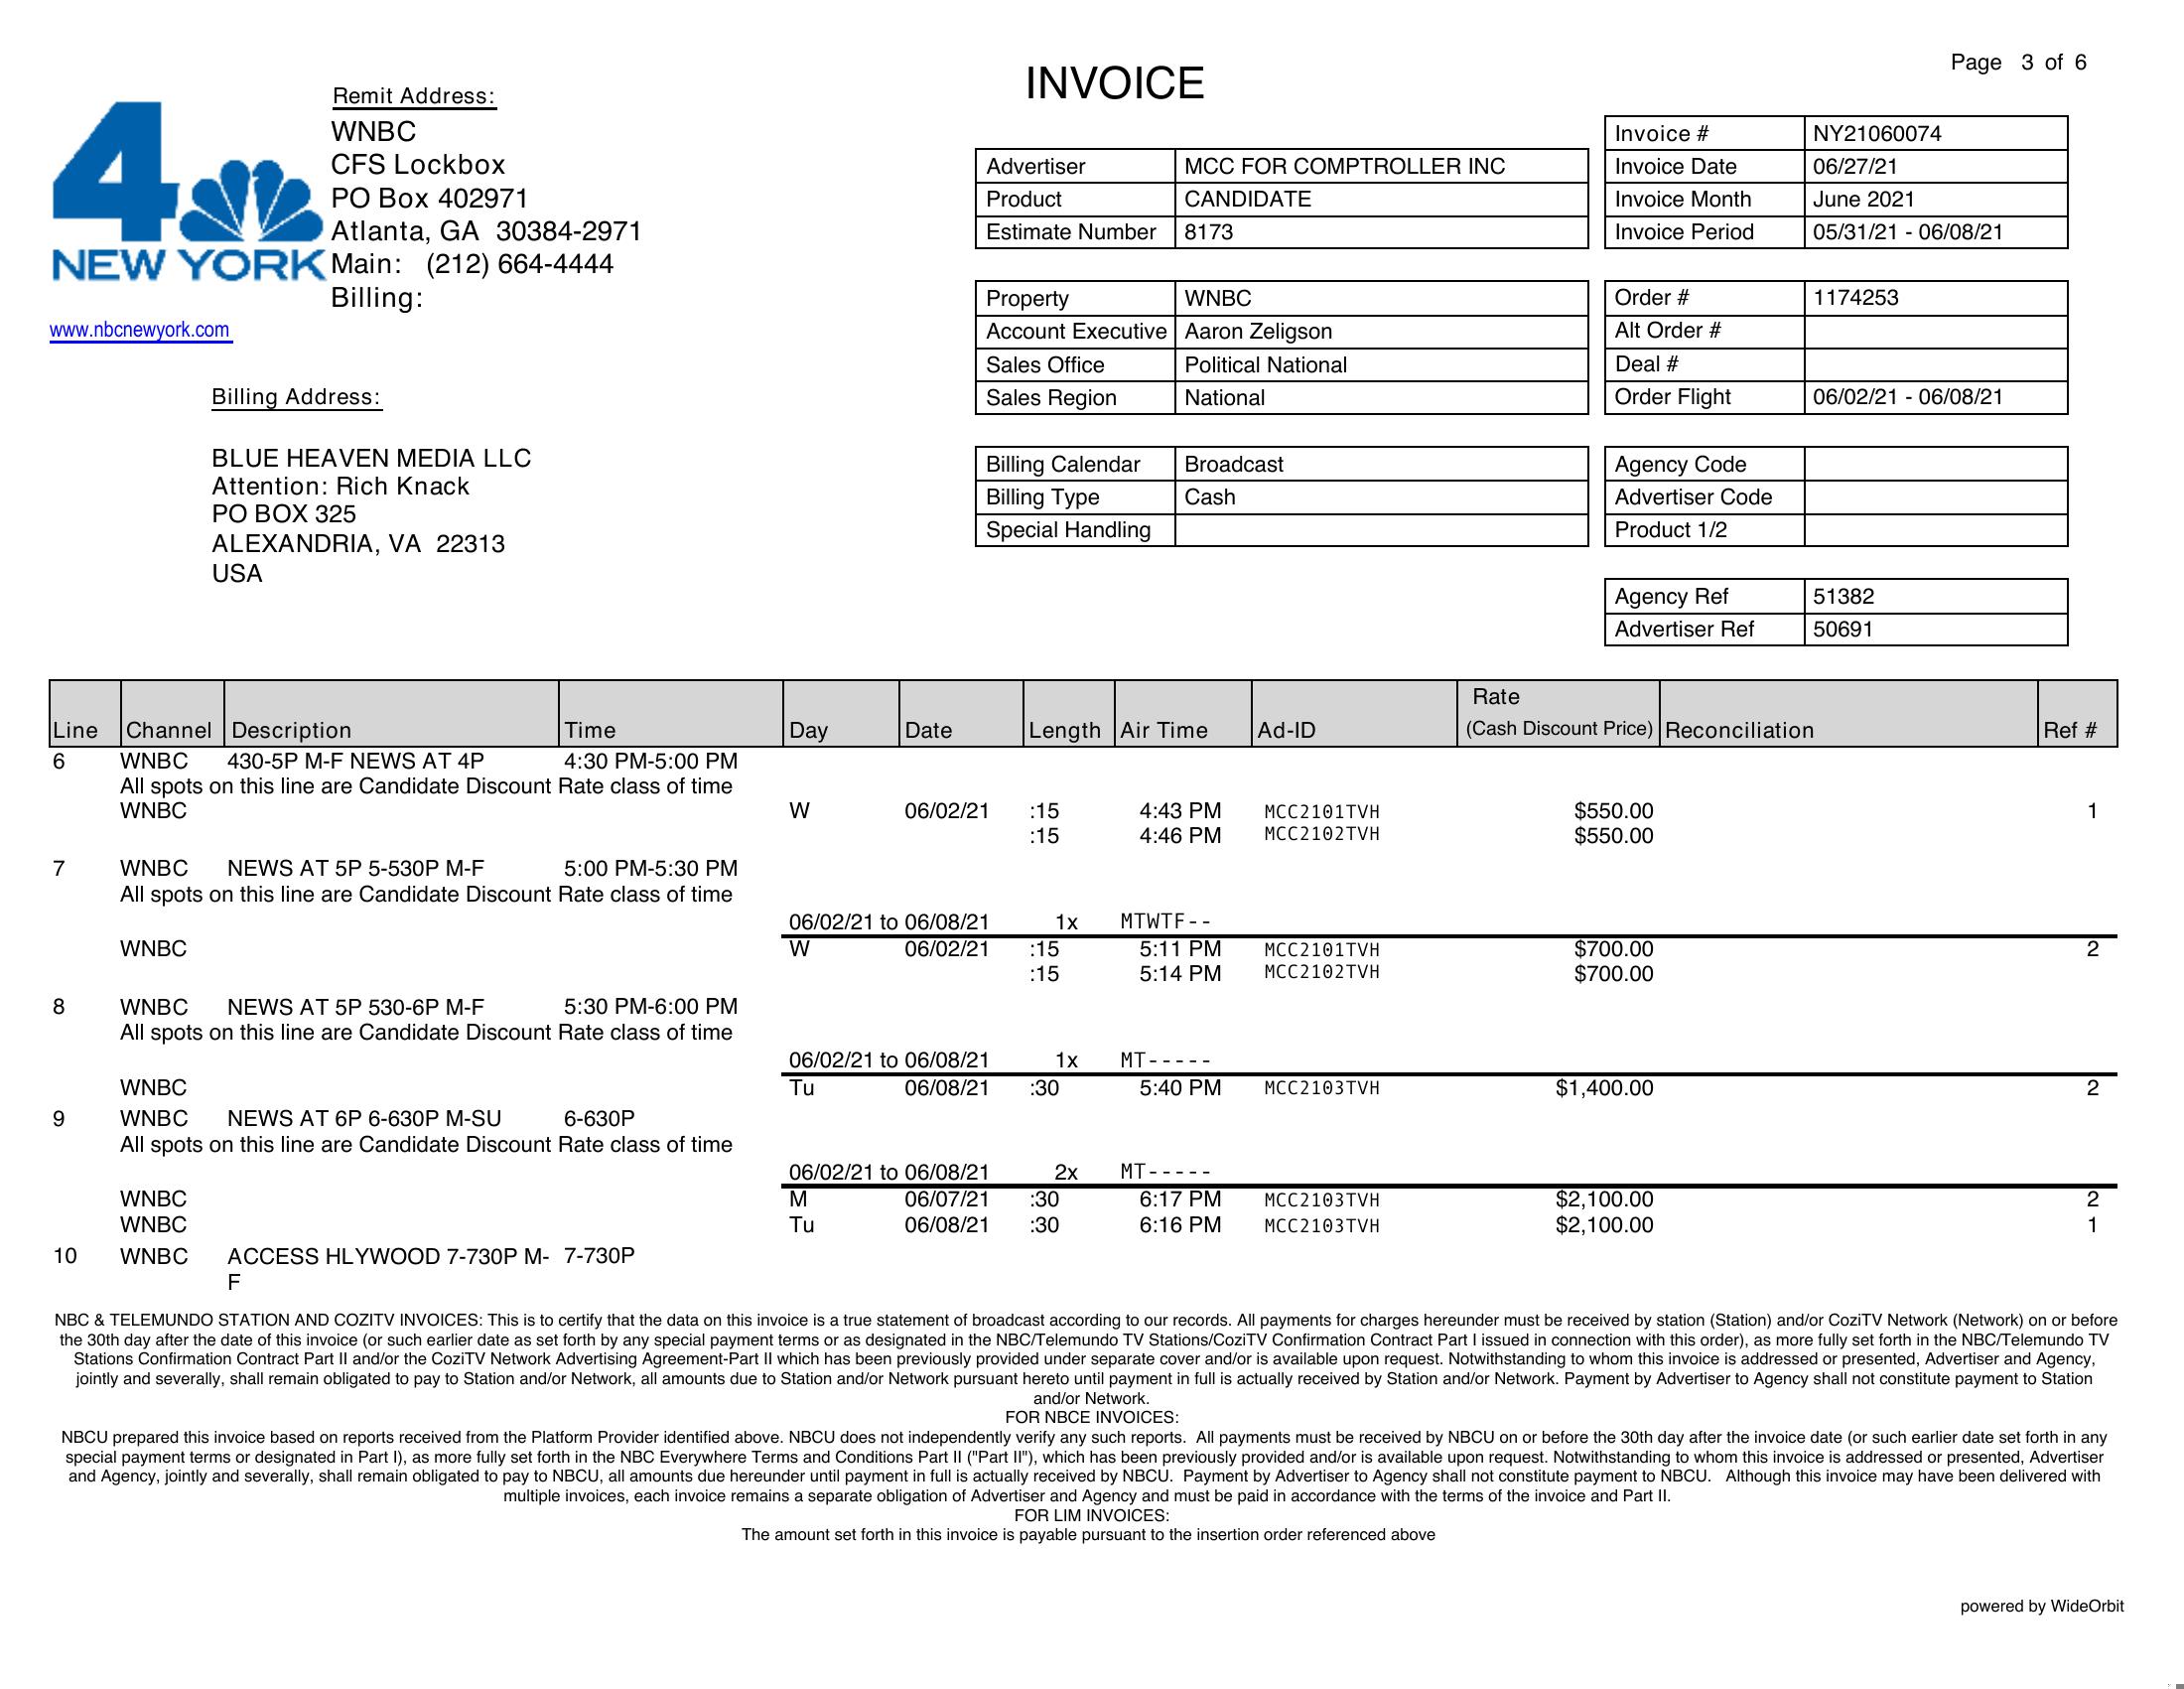 Page 3 of 6
INVOICE
4
NEW YORK
www.nbcnewyork.com
Remit Address:
WNBC
CFS Lockbox
PO Box 402971
Atlanta, GA 30384-2971
Main: (212) 664-4444
Billing:
Billing Address:
BLUE HEAVEN MEDIA LLC
Attention: Rich Knack
PO BOX 325
ALEXANDRIA, VA 22313
USA
Advertiser MCC FOR COMPTROLLER INC
Product CANDIDATE
Estimate Number 8173
Property WNBC
Account Executive Aaron Zeligson
Sales Office Political National
Sales Region National
Billing Calendar Broadcast
Billing Type Cash
Special Handling
Invoice # NY21060074
Invoice Date 06/27/21
Invoice Month June 2021
Invoice Period 05/31/21 - 06/08/21
Order # 1174253
Alt Order #
Deal #
Order Flight 06/02/21 - 06/08/21
Agency Code
Advertiser Code
Product 1/2
Agency Ref 51382
Advertiser Ref 50691
Line Channel Description Time Day Date Length Air Time Ad-ID Rate (Cash Discount Price) Reconciliation Ref #
6 WNBC 430-5P M-F NEWS AT 4P 4:30 PM-5:00 PM
All spots on this line are Candidate Discount Rate class of time
WNBC W 06/02/21 :15 4:43 PM MCC2101TVH $550.00 1
:15 4:46 PM MCC2102TVH $550.00
7 WNBC NEWS AT 5P 5-530P M-F 5:00 PM-5:30 PM
All spots on this line are Candidate Discount Rate class of time
06/02/21 to 06/08/21 1x MTWTF--
WNBC W 06/02/21 :15 5:11 PM MCC2101TVH $700.00 2
:15 5:14 PM MCC2102TVH $700.00
8 WNBC NEWS AT 5P 530-6P M-F 5:30 PM-6:00 PM
All spots on this line are Candidate Discount Rate class of time
06/02/21 to 06/08/21 1x MT-----
WNBC Tu 06/08/21 :30 5:40 PM MCC2103TVH $1,400.00 2
9 WNBC NEWS AT 6P 6-630P M-SU 6-630P
All spots on this line are Candidate Discount Rate class of time
06/02/21 to 06/08/21 2x MT-----
WNBC M 06/07/21 :30 6:17 PM MCC2103TVH $2,100.00 2
WNBC Tu 06/08/21 :30 6:16 PM MCC2103TVH $2,100.00 1
10 WNBC ACCESS HLYWOOD 7-730P M- 7-730P
F
NBC & TELEMUNDO STATION AND COZITV INVOICES: This is to certify that the data on this invoice is a true statement of broadcast according to our records. All payments for charges hereunder must be received by station (Station) and/or CoziTV Network (Network) on or before
the 30th day after the date of this invoice (or such earlier date as set forth by any special payment terms or as designated in the NBC/Telemundo TV Stations/CoziTV Confirmation Contract Part I issued in connection with this order), as more fully set forth in the NBC/Telemundo TV
Stations Confirmation Contract Part II and/or the CoziTV Network Advertising Agreement-Part II which has been previously provided under separate cover and/or is available upon request. Notwithstanding to whom this invoice is addressed or presented, Advertiser and Agency,
jointly and severally, shall remain obligated to pay to Station and/or Network, all amounts due to Station and/or Network pursuant hereto until payment in full is actually received by Station and/or Network. Payment by Advertiser to Agency shall not constitute payment to Station
and/or Network.
FOR NBCE INVOICES:
NBCU prepared this invoice based on reports received from the Platform Provider identified above. NBCU does not independently verify any such reports. All payments must be received by NBCU on or before the 30th day after the invoice date (or such earlier date set forth in any
special payment terms or designated in Part I), as more fully set forth in the NBC Everywhere Terms and Conditions Part II ("Part II"), which has been previously provided and/or is available upon request. Notwithstanding to whom this invoice is addressed or presented, Advertiser
and Agency, jointly and severally, shall remain obligated to pay to NBCU, all amounts due hereunder until payment in full is actually received by NBCU. Payment by Advertiser to Agency shall not constitute payment to NBCU. Although this invoice may have been delivered with
multiple invoices, each invoice remains a separate obligation of Advertiser and Agency and must be paid in accordance with the terms of the invoice and Part II.
FOR LIM INVOICES:
The amount set forth in this invoice is payable pursuant to the insertion order referenced above
powered by WideOrbit